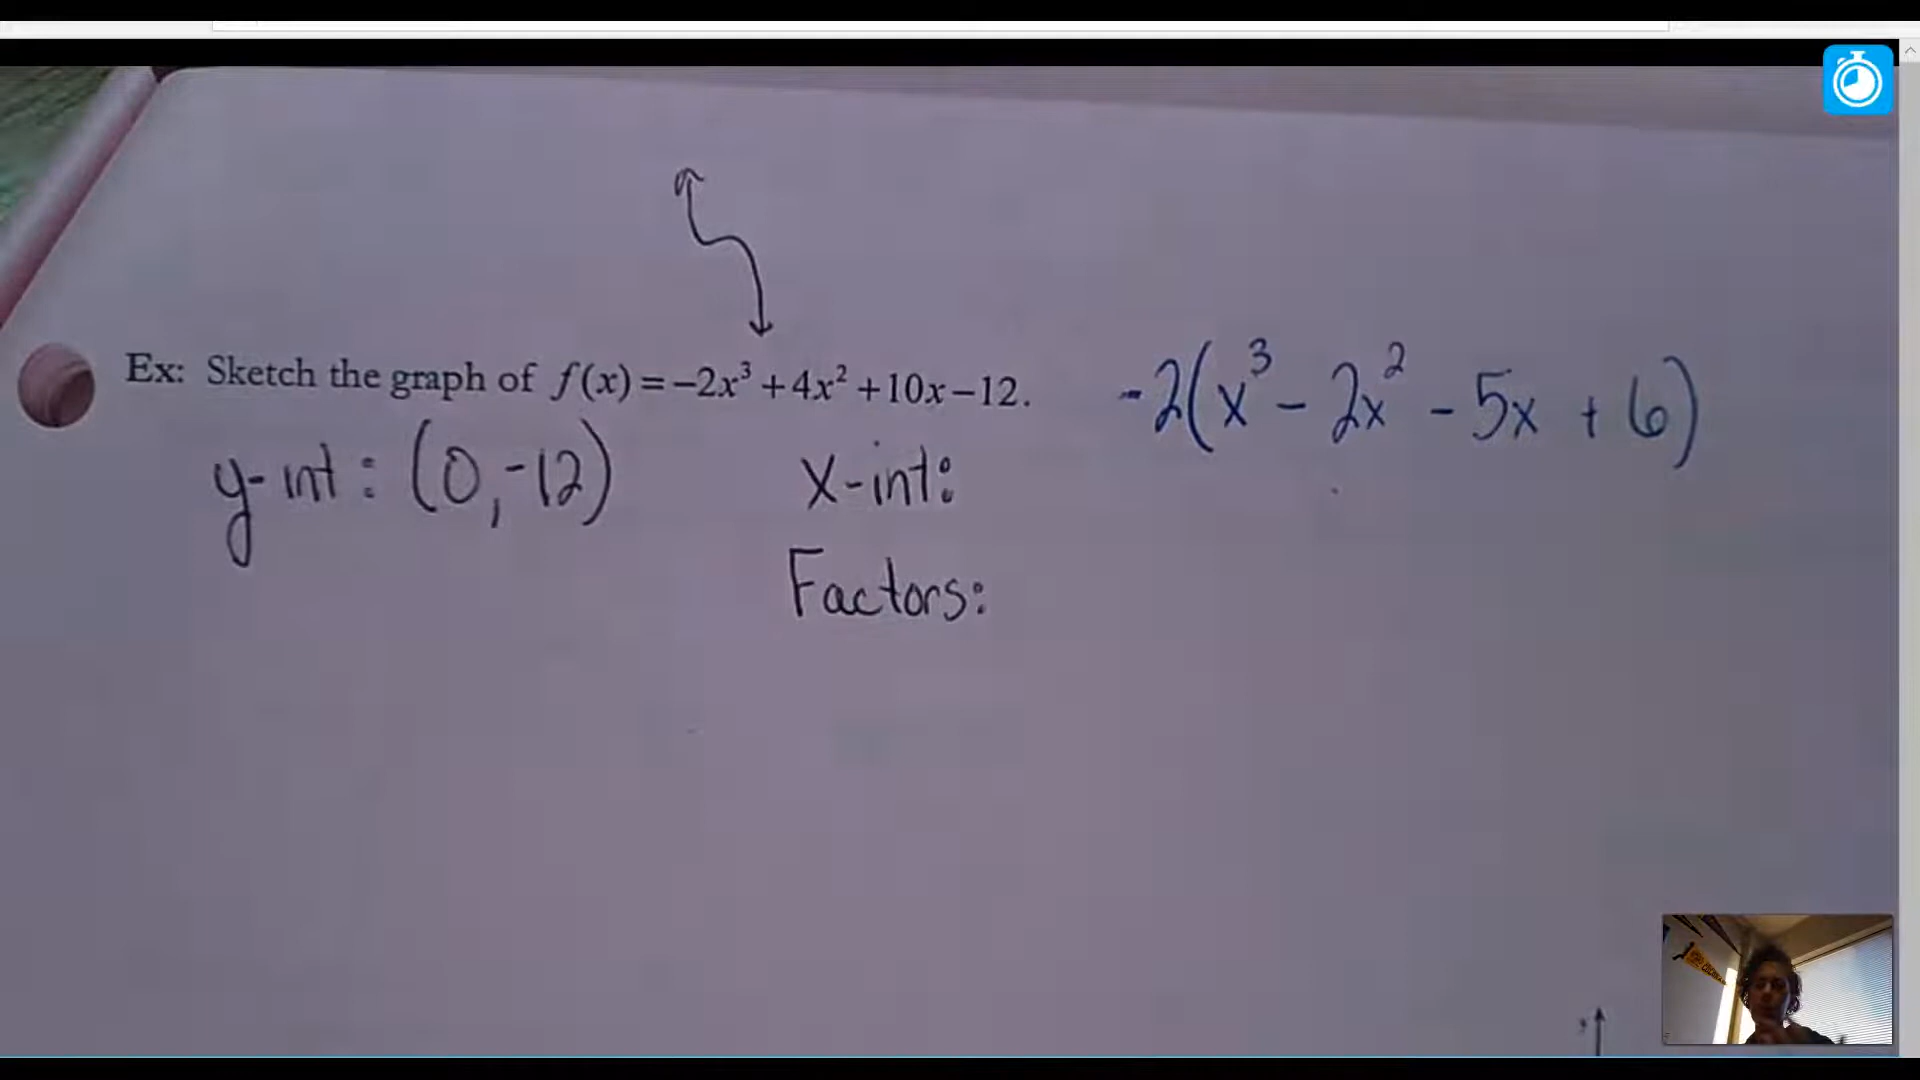 Ex: Sketch the graph of f(x) = −2x³ + 4x² + 10x − 12. -2(x³ - 2x² - 5x + 6)
y-int : (0, -12) x-int:
Factors: